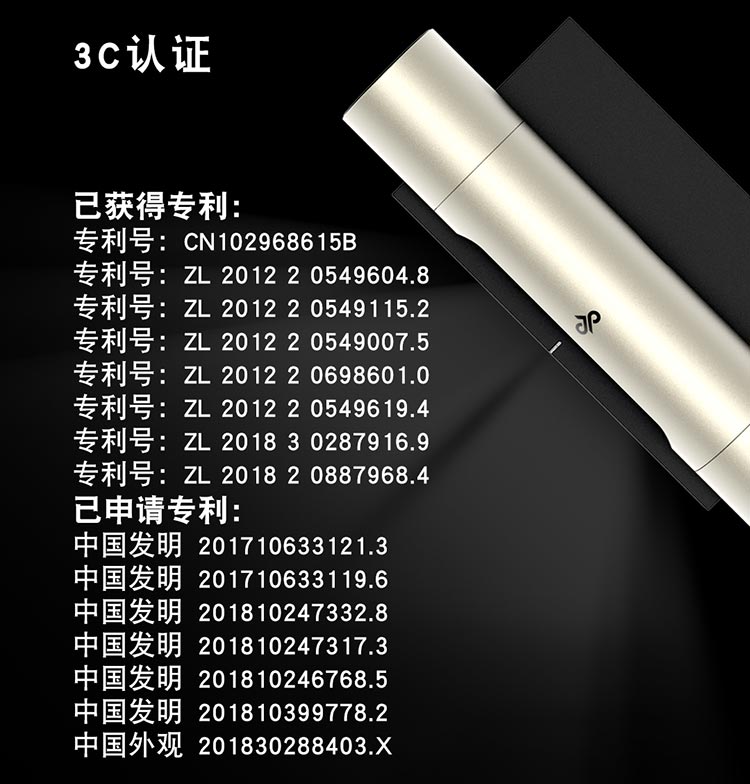 3C认证
已获得专利:
专利号: CN102968615B
专利号: ZL 2012 2 0549604.8
专利号: ZL 2012 2 0549115.2
专利号: ZL 2012 2 0549007.5
专利号: ZL 2012 2 0698601.0
专利号: ZL 2012 2 0549619.4
专利号: ZL 2018 3 0287916.9
专利号: ZL 2018 2 0887968.4
已申请专利:
中国发明 201710633121.3
中国发明 201710633119.6
中国发明 201810247332.8
中国发明 201810247317.3
中国发明 201810246768.5
中国发明 201810399778.2
中国外观 201830288403.X